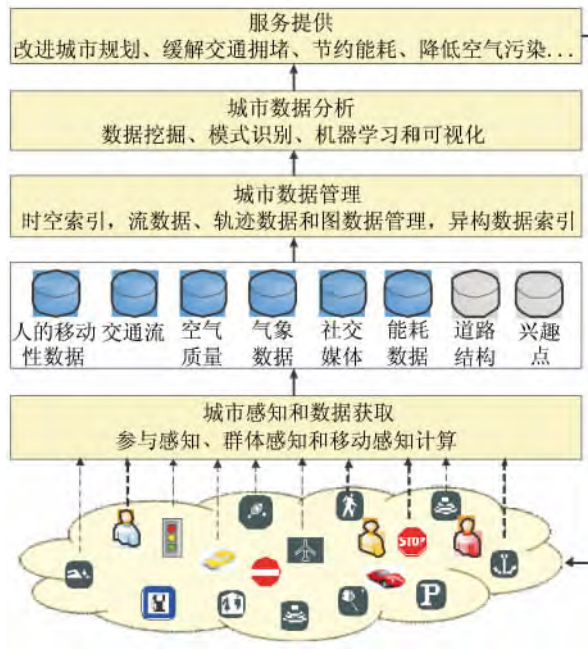 服务提供
改进城市规划、缓解交通拥堵、节约能耗、降低空气污染...
城市数据分析
数据挖掘、模式识别、机器学习和可视化
城市数据管理
时空索引，流数据、轨迹数据和图数据管理，异构数据索引
人的移动性数据
交通流
空气质量
气象数据
社交媒体
能耗数据
道路结构
兴趣点
城市感知和数据获取
参与感知、群体感知和移动感知计算
STOP
P